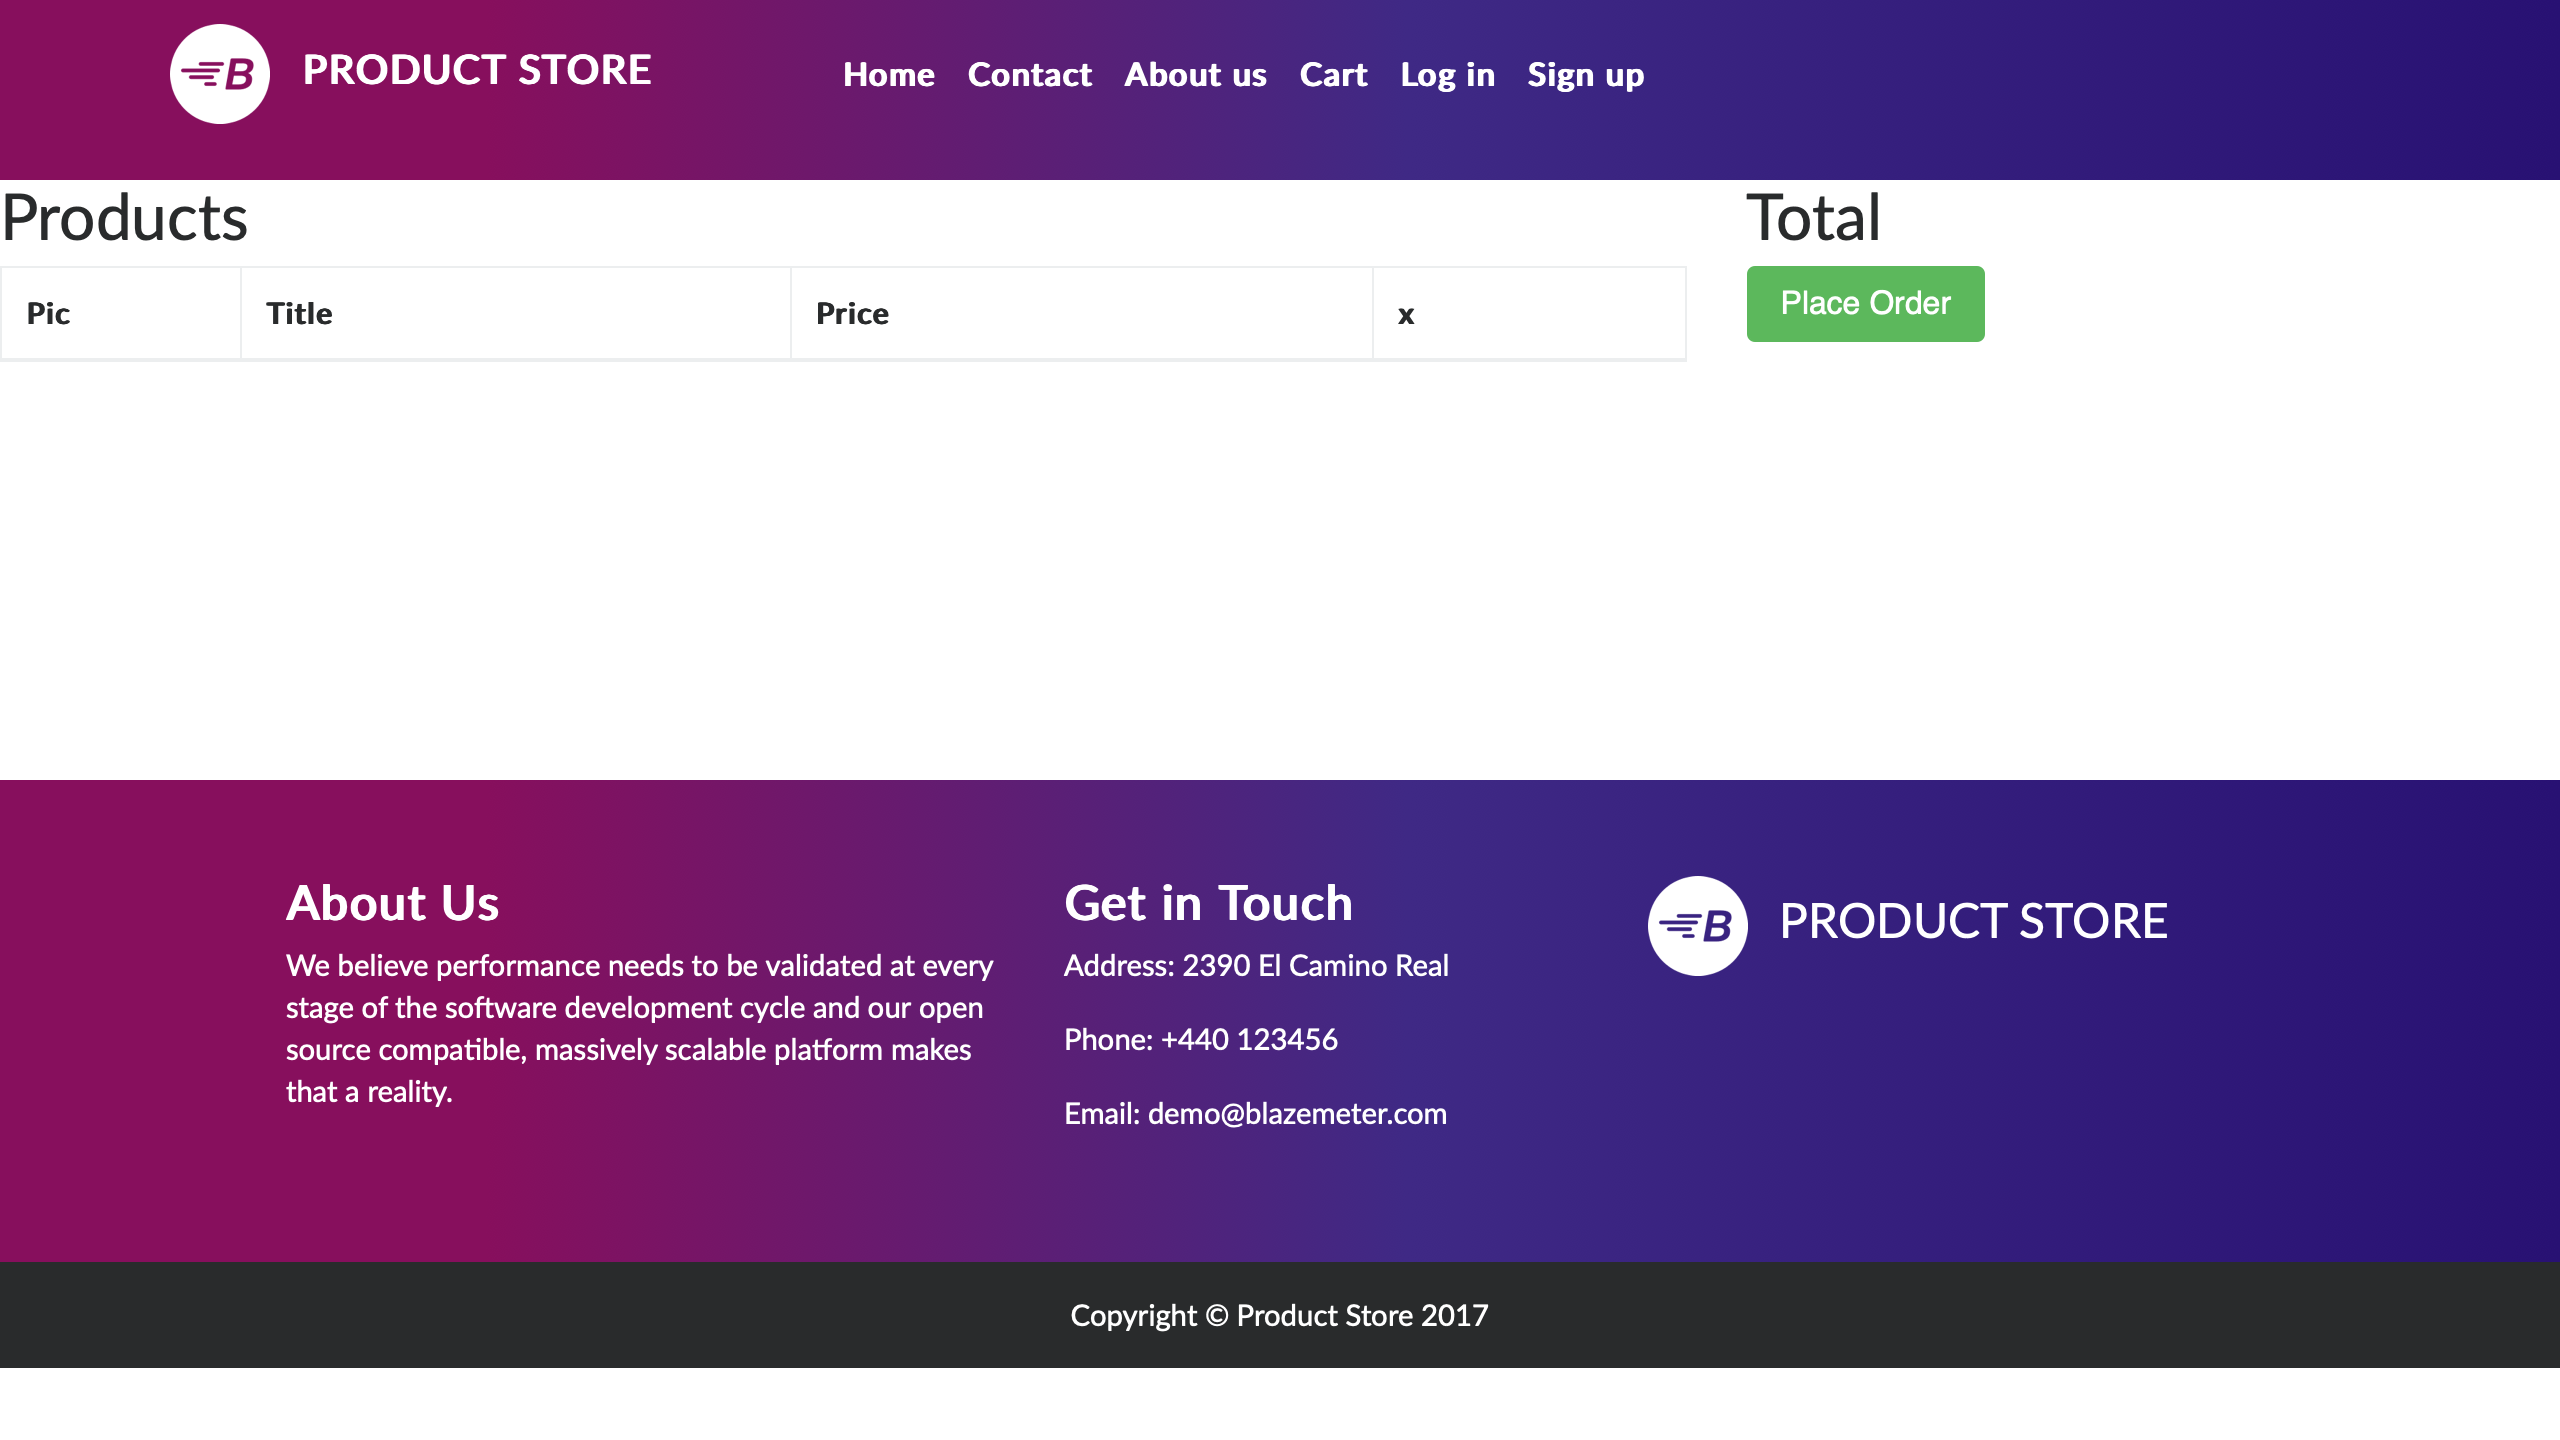 B PRODUCT STORE Home Contact About us Cart Log in Sign up
Products
Total
Pic Title Price x
Place Order
About Us
We believe performance needs to be validated at every
stage of the software development cycle and our open
source compatible, massively scalable platform makes
that a reality.
Get in Touch
Address: 2390 El Camino Real
Phone: +440 123456
Email: demo@blazemeter.com
B PRODUCT STORE
Copyright © Product Store 2017